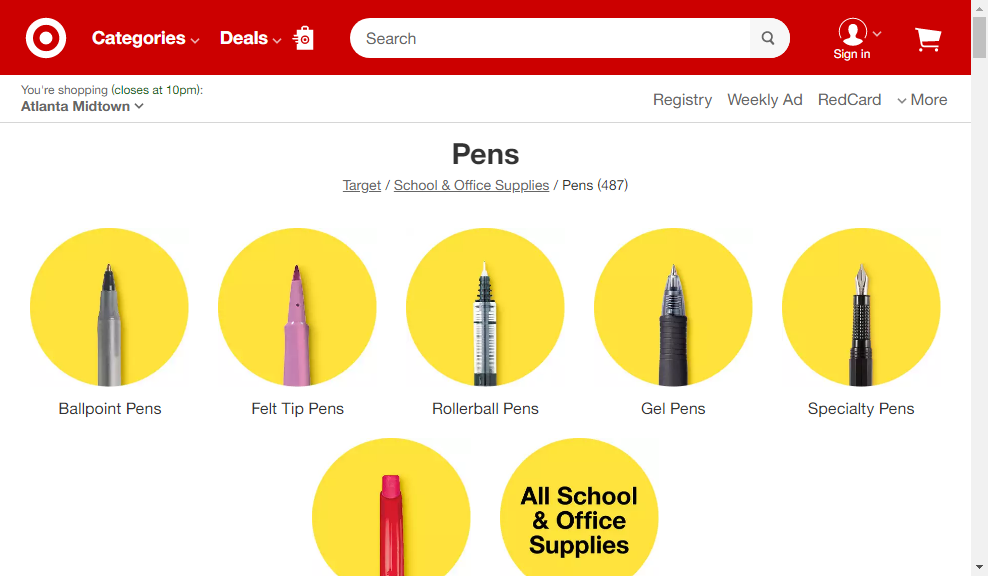 Categories
Deals
Search
Sign in
You're shopping (closes at 10pm):
Atlanta Midtown
Registry
Weekly Ad
RedCard
More
Pens
Target / School & Office Supplies / Pens (487)
Ballpoint Pens
Felt Tip Pens
Rollerball Pens
Gel Pens
Specialty Pens
All School
& Office
Supplies